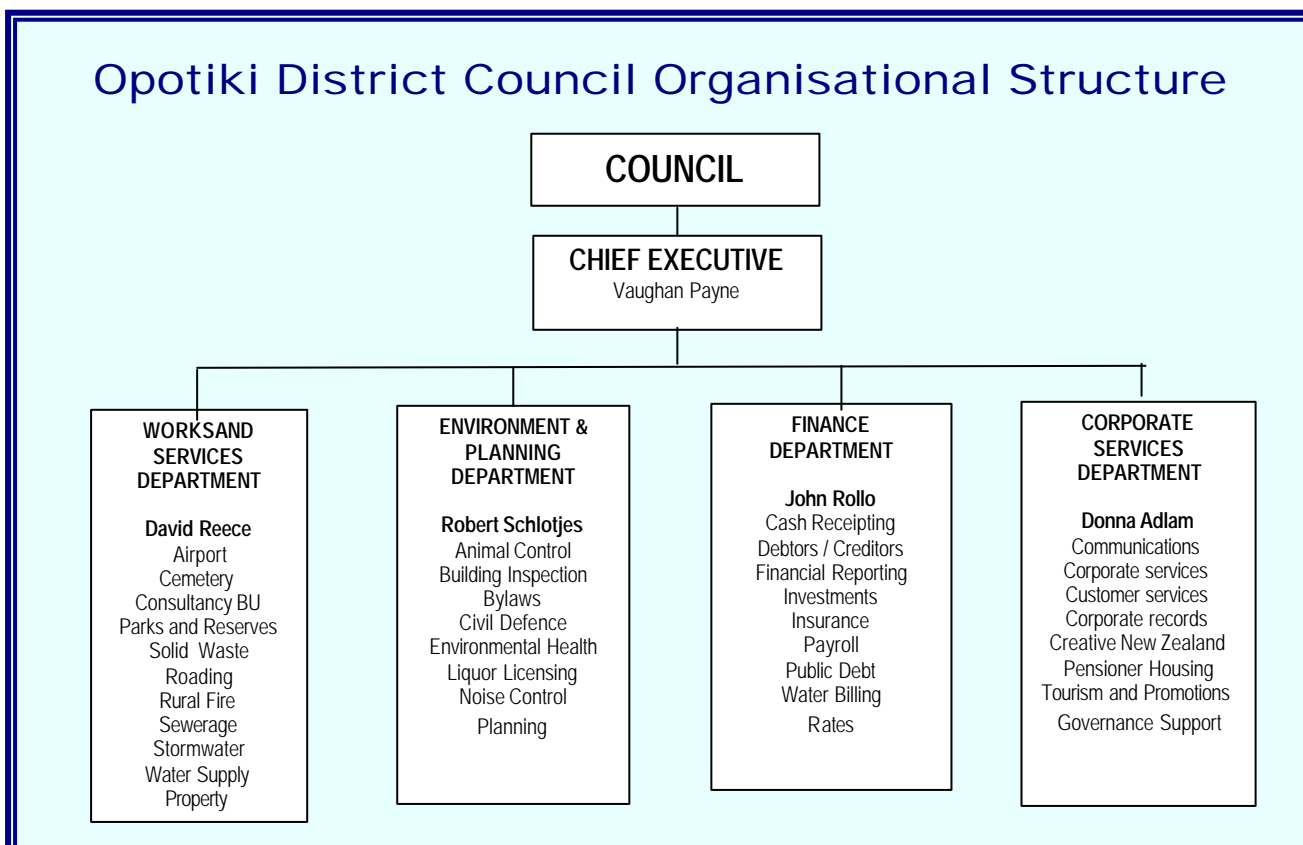 Opotiki District Council Organisational Structure
COUNCIL
CHIEF EXECUTIVE
Vaughan Payne
WORKSAND
SERVICES
DEPARTMENT
David Reece
Airport
Cemetery
Consultancy BU
Parks and Reserves
Solid Waste
Roading
Rural Fire
Sewerage
Stormwater
Water Supply
Property
ENVIRONMENT &
PLANNING
DEPARTMENT
Robert Schlotjes
Animal Control
Building Inspection
Bylaws
Civil Defence
Environmental Health
Liquor Licensing
Noise Control
Planning
FINANCE
DEPARTMENT
John Rollo
Cash Receipting
Debtors / Creditors
Financial Reporting
Investments
Insurance
Payroll
Public Debt
Water Billing
Rates
CORPORATE
SERVICES
DEPARTMENT
Donna Adlam
Communications
Corporate services
Customer services
Corporate records
Creative New Zealand
Pensioner Housing
Tourism and Promotions
Governance Support